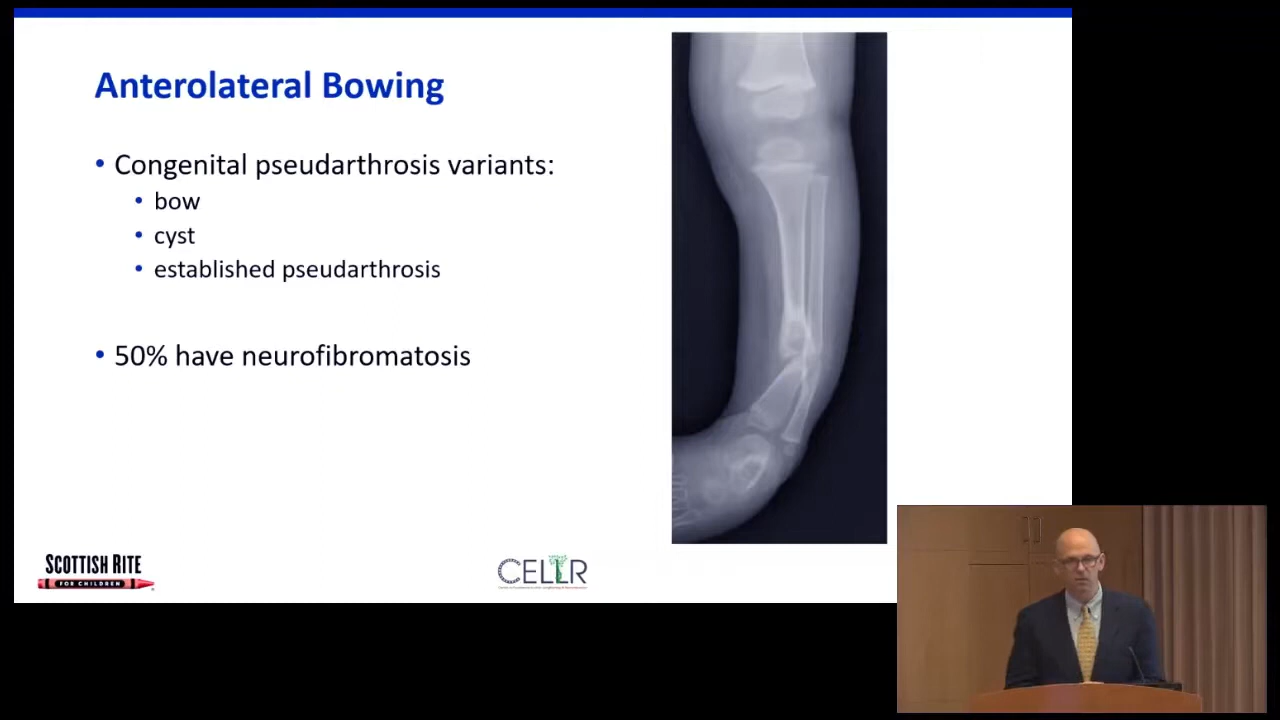 Anterolateral Bowing
• Congenital pseudarthrosis variants:
• bow
• cyst
• established pseudarthrosis
• 50% have neurofibromatosis
SCOTTISH RITE
FOR CHILDREN
CELLR